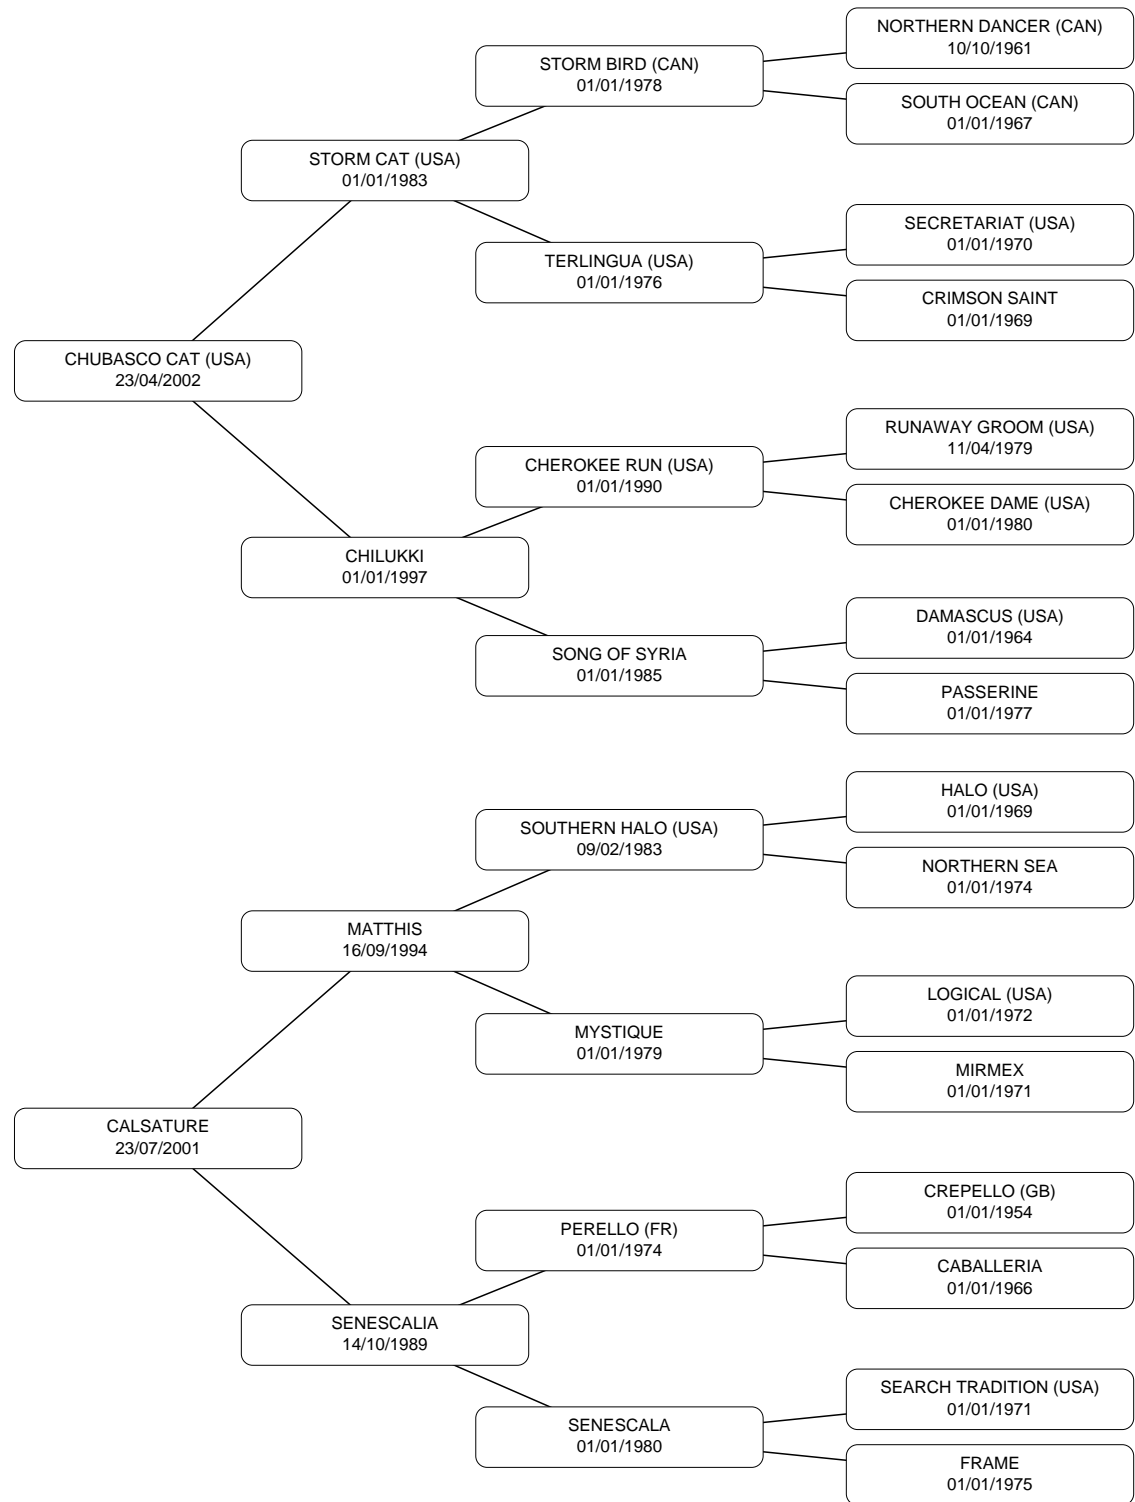 NORTHERN DANCER (CAN)
10/10/1961
STORM BIRD (CAN)
01/01/1978
SOUTH OCEAN (CAN)
01/01/1967
STORM CAT (USA)
01/01/1983
SECRETARIAT (USA)
01/01/1970
TERLINGUA (USA)
01/01/1976
CRIMSON SAINT
01/01/1969
CHUBASCO CAT (USA)
23/04/2002
RUNAWAY GROOM (USA)
11/04/1979
CHEROKEE RUN (USA)
01/01/1990
CHEROKEE DAME (USA)
01/01/1980
CHILUKKI
01/01/1997
DAMASCUS (USA)
01/01/1964
SONG OF SYRIA
01/01/1985
PASSERINE
01/01/1977
HALO (USA)
01/01/1969
SOUTHERN HALO (USA)
09/02/1983
NORTHERN SEA
01/01/1974
MATTHIS
16/09/1994
LOGICAL (USA)
01/01/1972
MYSTIQUE
01/01/1979
MIRMEX
01/01/1971
CALSATURE
23/07/2001
CREPELLO (GB)
01/01/1954
PERELLO (FR)
01/01/1974
CABALLERIA
01/01/1966
SENESCALIA
14/10/1989
SEARCH TRADITION (USA)
01/01/1971
SENESCALA
01/01/1980
FRAME
01/01/1975